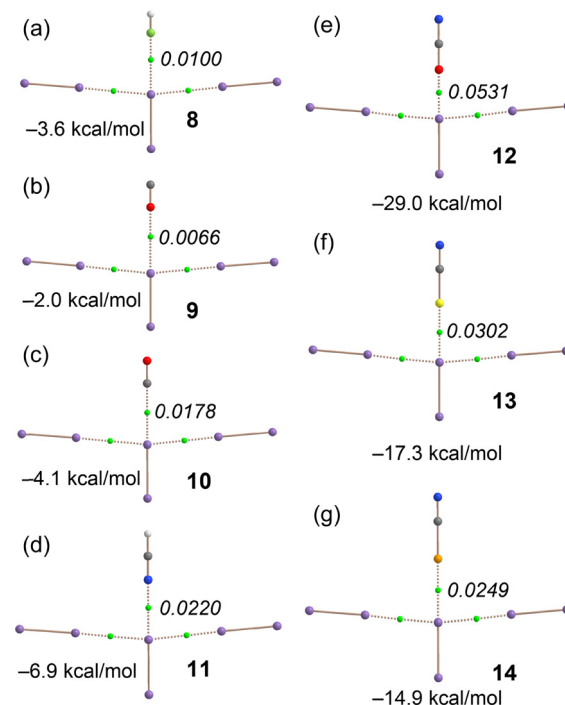 (a)
0.0100
–3.6 kcal/mol
8
(b)
0.0066
–2.0 kcal/mol
9
(c)
0.0178
–4.1 kcal/mol
10
(d)
0.0220
–6.9 kcal/mol
11
(e)
0.0531
12
–29.0 kcal/mol
(f)
0.0302
13
–17.3 kcal/mol
(g)
0.0249
14
–14.9 kcal/mol